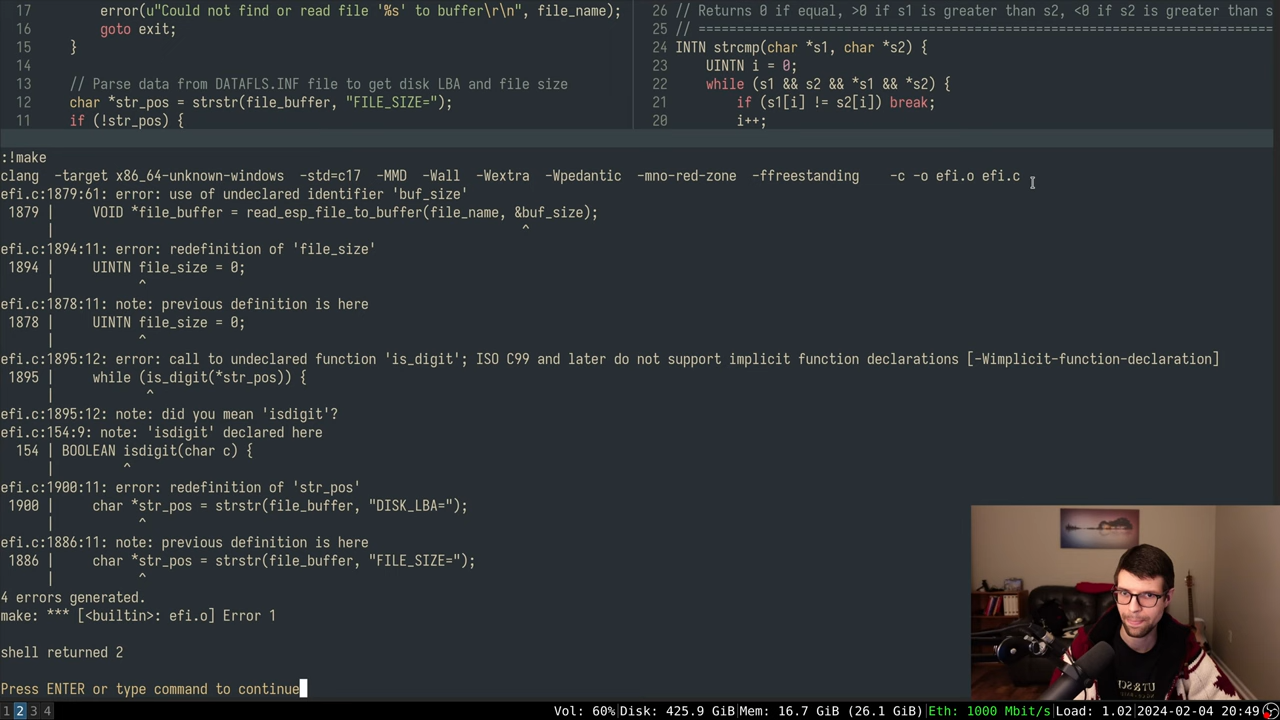 17         error(u"Could not find or read file '%s' to buffer\r\n", file_name);
16         goto exit;
15     }
14
13     // Parse data from DATAFLS.INF file to get disk LBA and file size
12     char *str_pos = strstr(file_buffer, "FILE_SIZE=");
11     if (!str_pos) {
26 // Returns 0 if equal, >0 if s1 is greater than s2, <0 if s2 is greater than s
25 // ===========================================================================
24 INTN strcmp(char *s1, char *s2) {
23     UINTN i = 0;
22     while (s1 && s2 && *s1 && *s2) {
21         if (s1[i] != s2[i]) break;
20         i++;
:!make
clang  -target x86_64-unknown-windows  -std=c17  -MMD  -Wall  -Wextra  -Wpedantic  -mno-red-zone  -ffreestanding    -c -o efi.o efi.c
efi.c:1879:61: error: use of undeclared identifier 'buf_size'
 1879 |     VOID *file_buffer = read_esp_file_to_buffer(file_name, &buf_size);
      |                                                             ^
efi.c:1894:11: error: redefinition of 'file_size'
 1894 |     UINTN file_size = 0;
      |           ^
efi.c:1878:11: note: previous definition is here
 1878 |     UINTN file_size = 0;
      |           ^
efi.c:1895:12: error: call to undeclared function 'is_digit'; ISO C99 and later do not support implicit function declarations [-Wimplicit-function-declaration]
 1895 |     while (is_digit(*str_pos)) {
      |            ^
efi.c:1895:12: note: did you mean 'isdigit'?
efi.c:154:9: note: 'isdigit' declared here
  154 | BOOLEAN isdigit(char c) {
      |         ^
efi.c:1900:11: error: redefinition of 'str_pos'
 1900 |     char *str_pos = strstr(file_buffer, "DISK_LBA=");
      |           ^
efi.c:1886:11: note: previous definition is here
 1886 |     char *str_pos = strstr(file_buffer, "FILE_SIZE=");
      |           ^
4 errors generated.
make: *** [<builtin>: efi.o] Error 1
shell returned 2
Press ENTER or type command to continue
1 2 3 4
Vol: 60%|Disk: 425.9 GiB|Mem: 16.7 GiB (26.1 GiB)|Eth: 1000 Mbit/s|Load: 1.02|2024-02-04 20:49